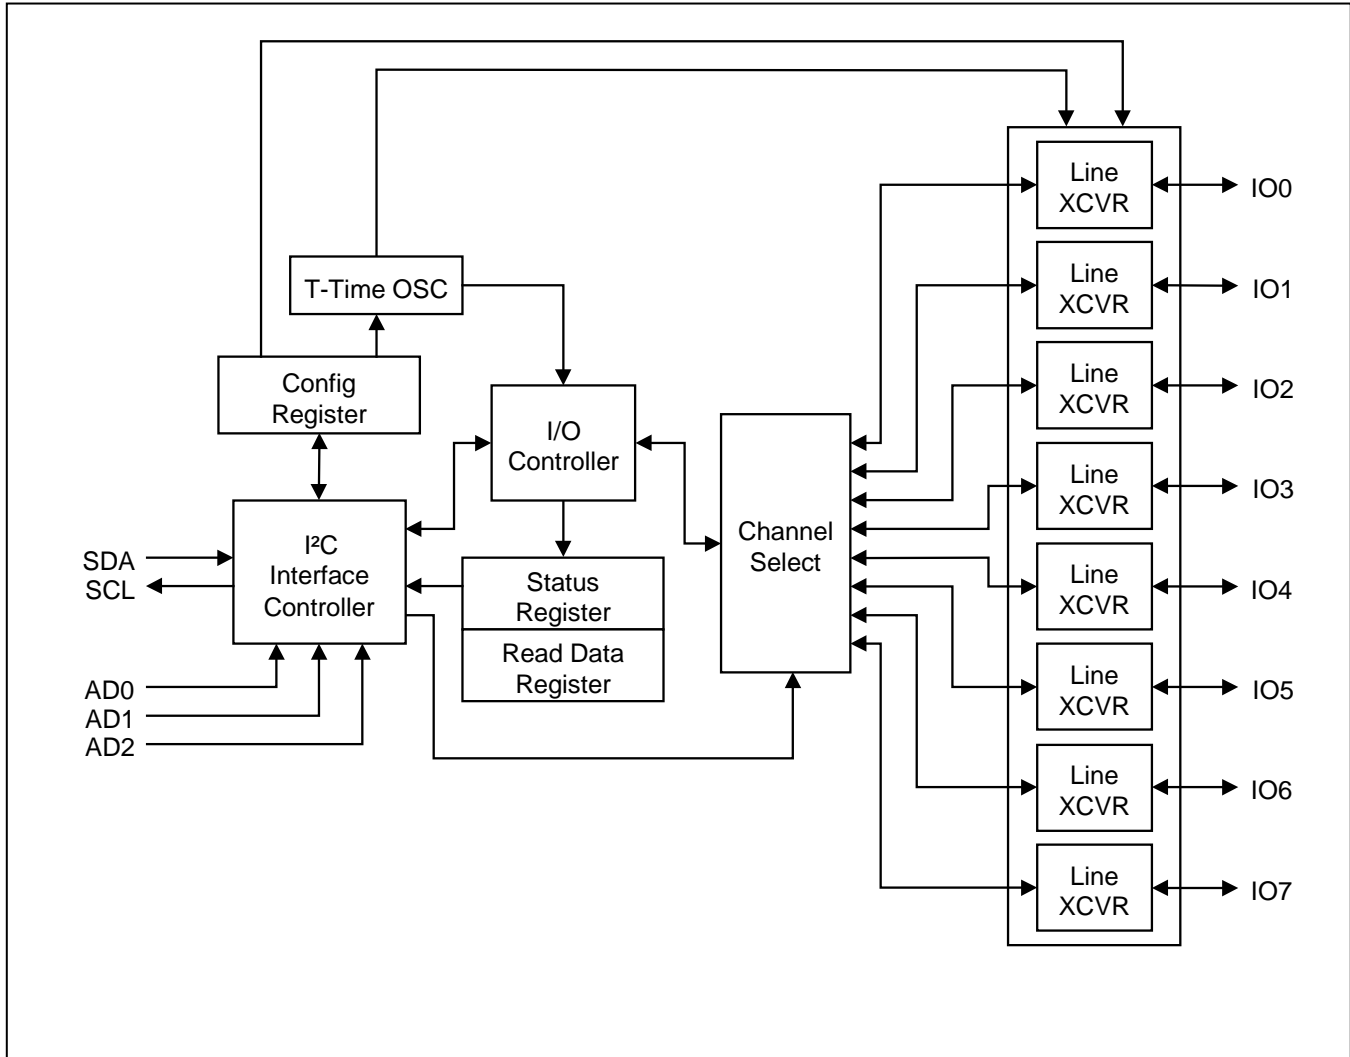 Line
XCVR
IO0
T-Time OSC
Line
XCVR
IO1
Config
Register
Line
XCVR
IO2
I/O
Controller
Line
XCVR
IO3
Channel
Select
I²C
Interface
Controller
SDA
SCL
Status
Register
Line
XCVR
IO4
Read Data
Register
AD0
AD1
AD2
Line
XCVR
IO5
Line
XCVR
IO6
Line
XCVR
IO7